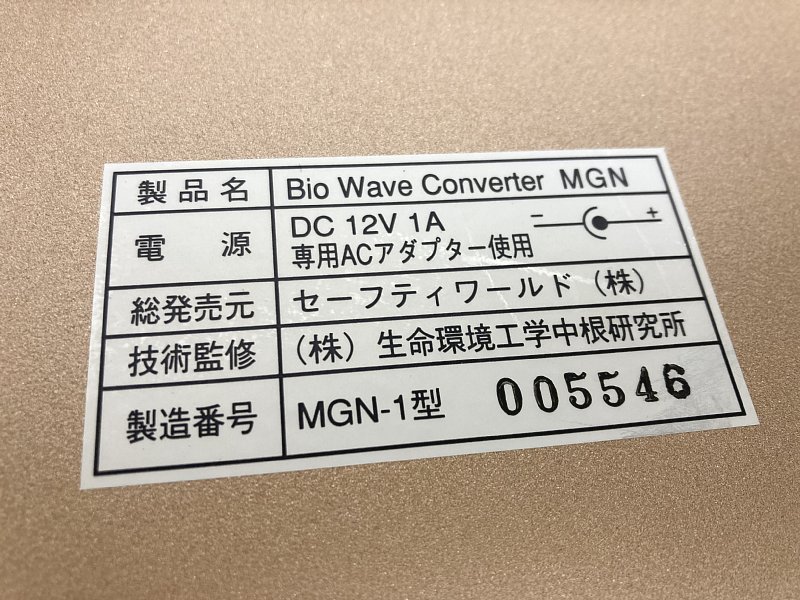 製品名 Bio Wave Converter MGN
電源 DC 12V 1A − +
専用ACアダプター使用
総発売元 セーフティワールド（株）
技術監修 （株）生命環境工学中根研究所
製造番号 MGN-1型 005546